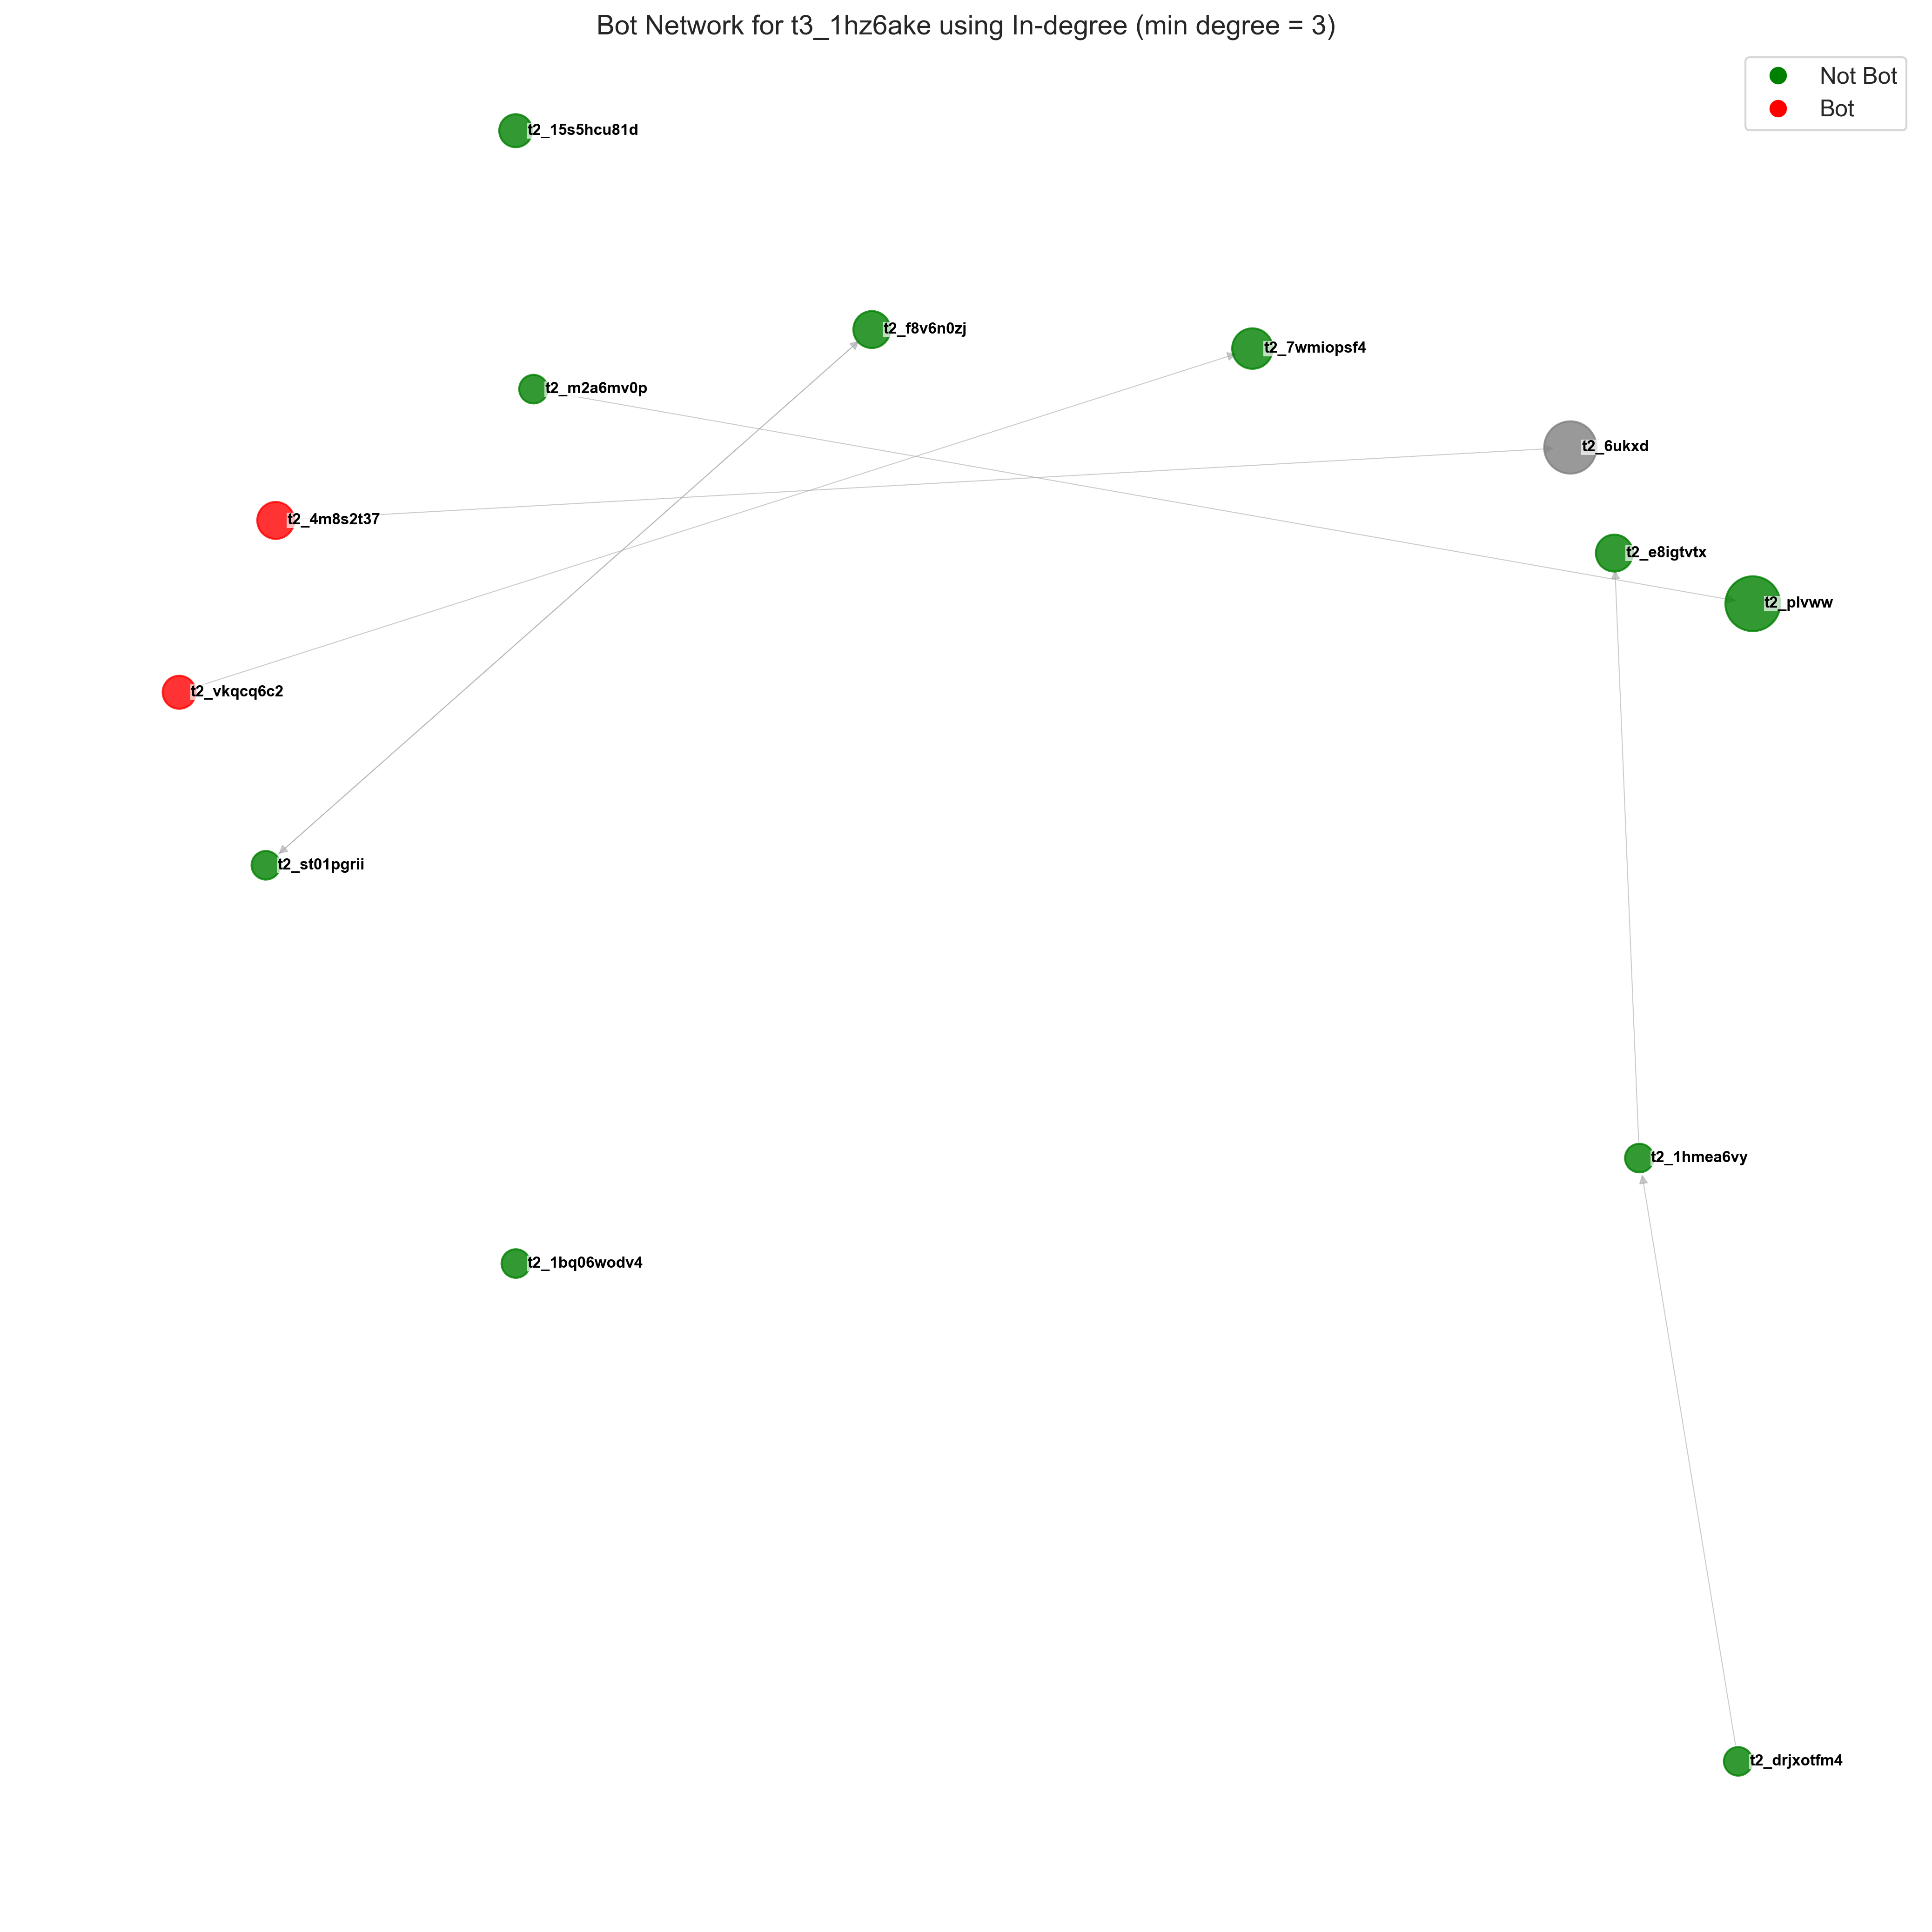 Bot Network for t3_1hz6ake using In-degree (min degree = 3)
Not Bot
Bot
t2_15s5hcu81d
t2_f8v6n0zj
t2_7wmiopsf4
t2_m2a6mv0p
t2_6ukxd
t2_4m8s2t37
t2_e8igtvtx
t2_plvww
t2_vkqcq6c2
t2_st01pgrii
t2_1hmea6vy
t2_1bq06wodv4
t2_drjxotfm4